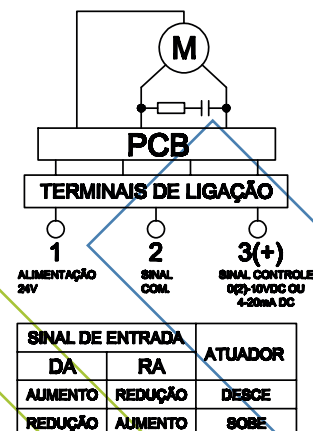 M
PCB
TERMINAIS DE LIGAÇÃO
1 2 3(+)
ALIMENTAÇÃO SINAL SINAL CONTROLE
24V COM. 0(2)-10VDC OU
4-20mA DC
SINAL DE ENTRADA ATUADOR
DA RA
AUMENTO REDUÇÃO DESCE
REDUÇÃO AUMENTO SOBE